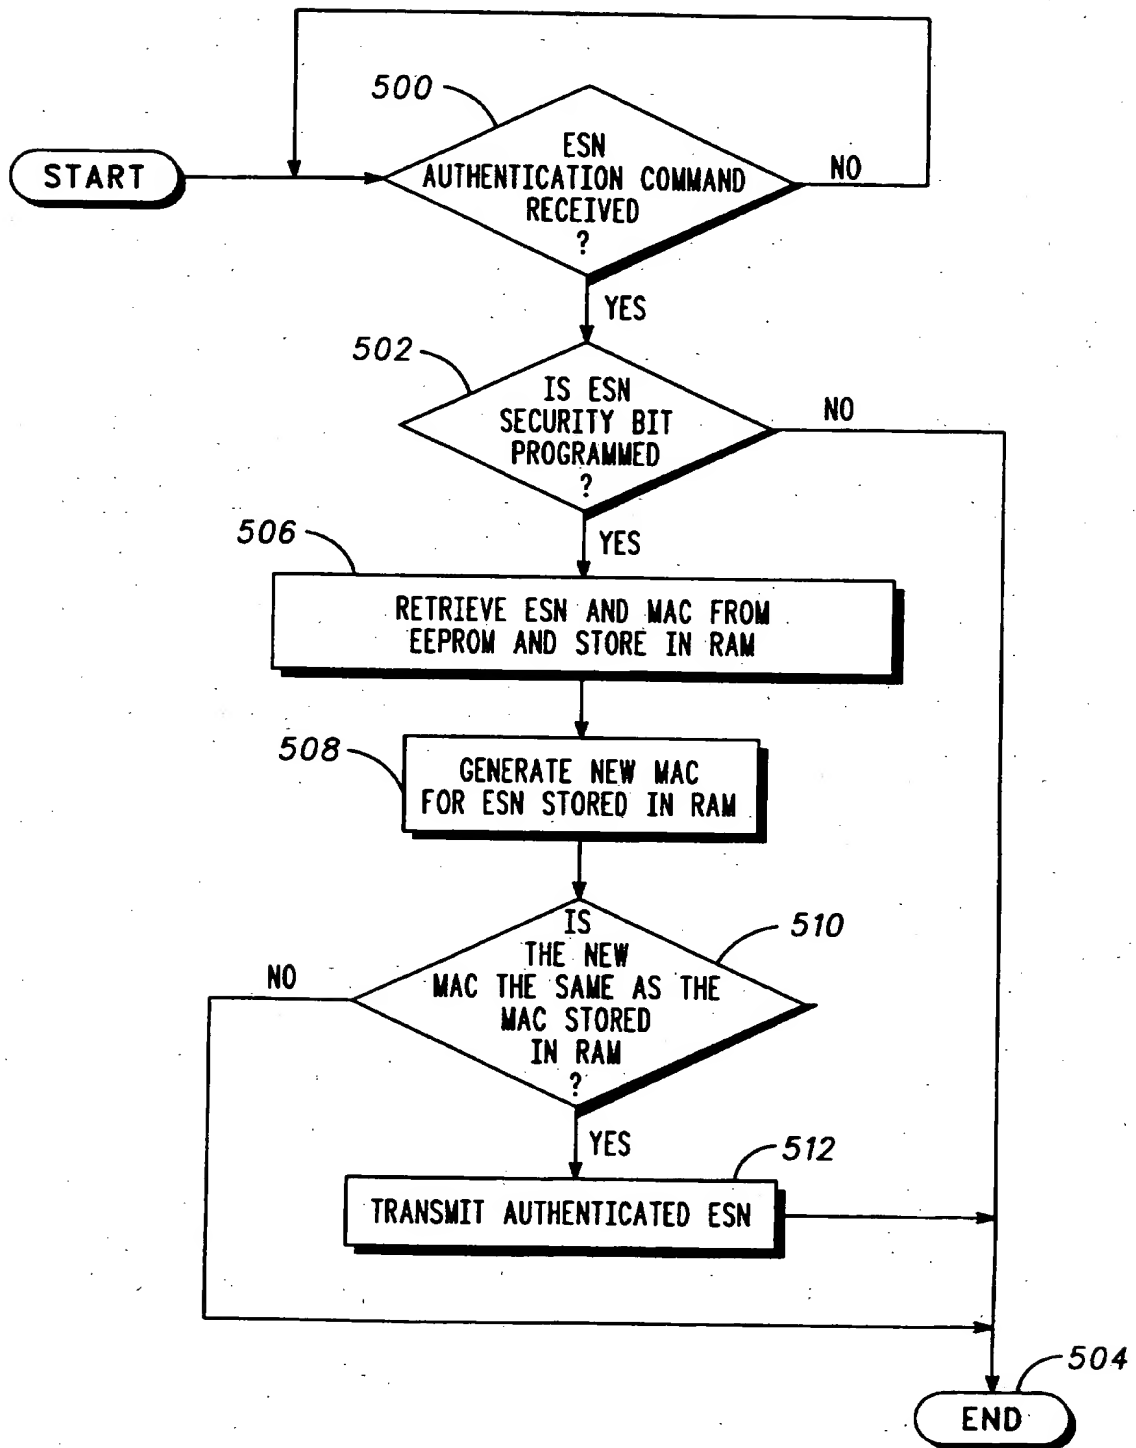 500
ESN
AUTHENTICATION COMMAND
RECEIVED
?
NO
START
YES
502
IS ESN
SECURITY BIT
PROGRAMMED
?
NO
YES
506
RETRIEVE ESN AND MAC FROM
EEPROM AND STORE IN RAM
508
GENERATE NEW MAC
FOR ESN STORED IN RAM
510
IS
THE NEW
MAC THE SAME AS THE
MAC STORED
IN RAM
?
NO
YES
512
TRANSMIT AUTHENTICATED ESN
504
END